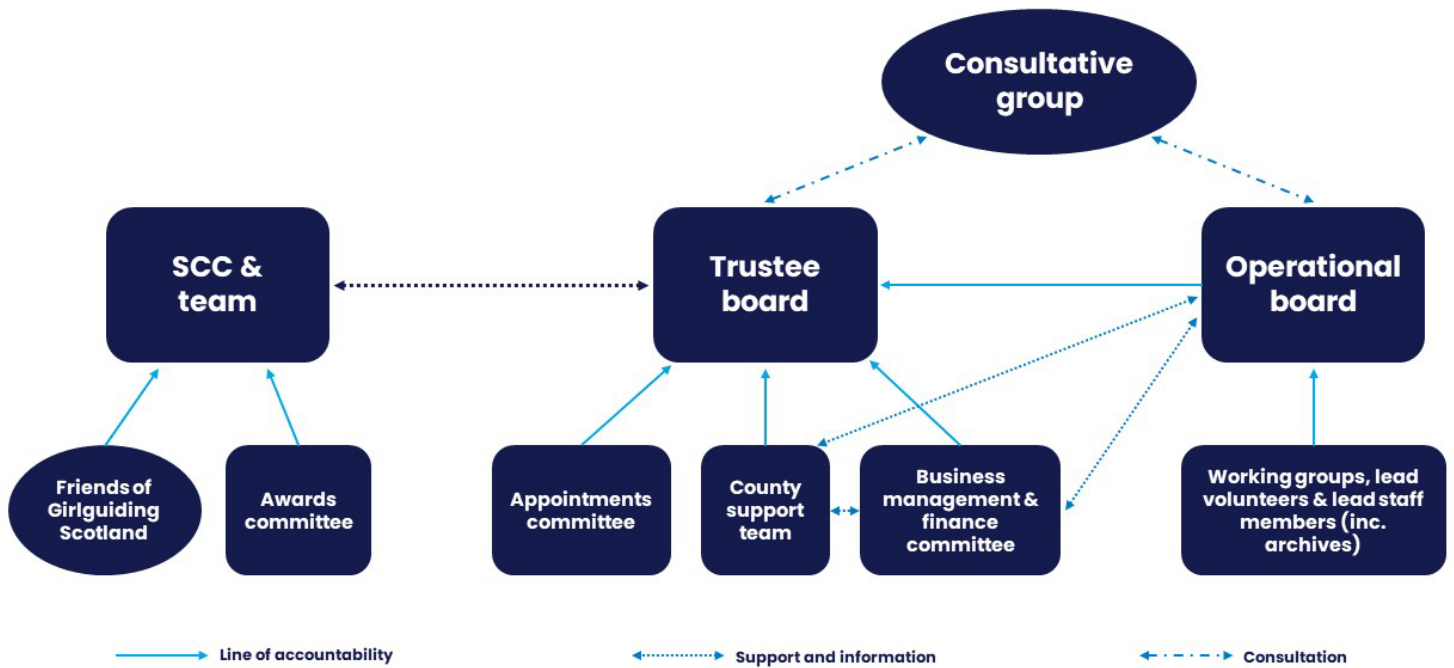 Consultative
group
SCC &
team
Trustee
board
Operational
board
Friends of
Girlguiding
Scotland
Awards
committee
Appointments
committee
County
support
team
Business
management &
finance
committee
Working groups, lead
volunteers & lead staff
members (inc.
archives)
Line of accountability
Support and information
Consultation